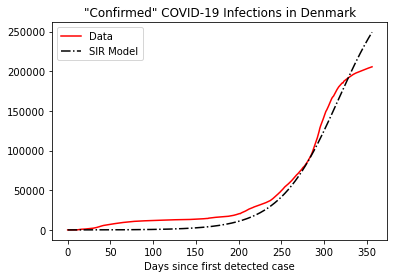 "Confirmed" COVID-19 Infections in Denmark
Data
SIR Model
250000
200000
150000
100000
50000
0
0 50 100 150 200 250 300 350
Days since first detected case